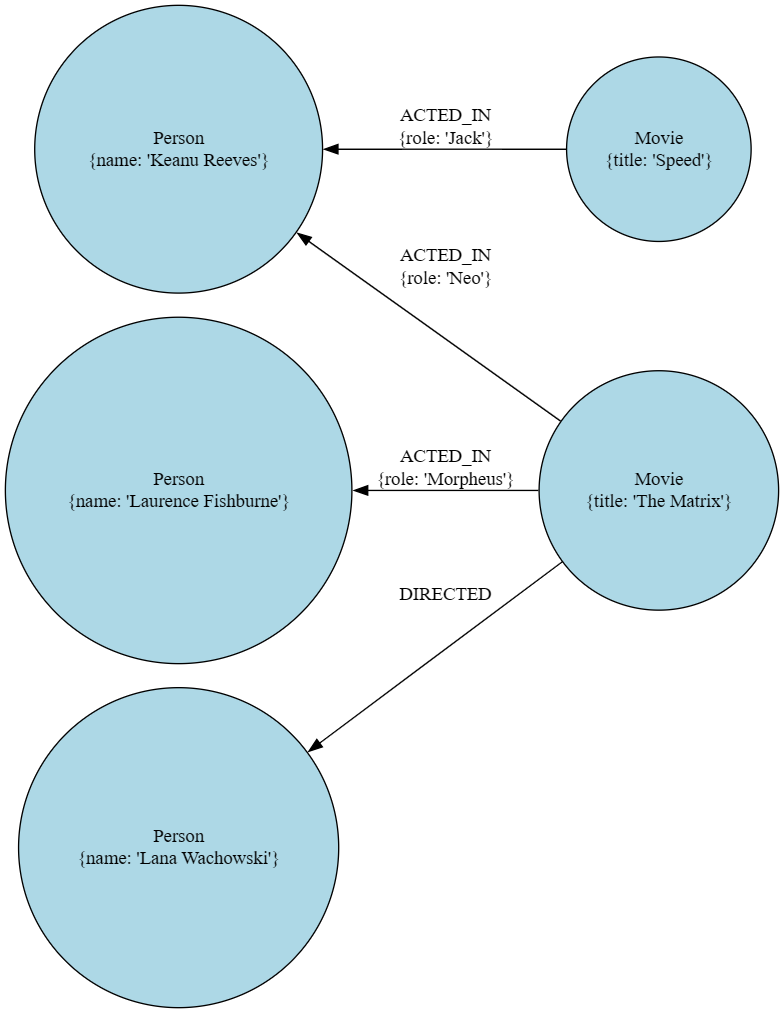 Person
{name: 'Keanu Reeves'}
ACTED_IN
{role: 'Jack'}
Movie
{title: 'Speed'}
ACTED_IN
{role: 'Neo'}
Person
{name: 'Laurence Fishburne'}
ACTED_IN
{role: 'Morpheus'}
Movie
{title: 'The Matrix'}
DIRECTED
Person
{name: 'Lana Wachowski'}